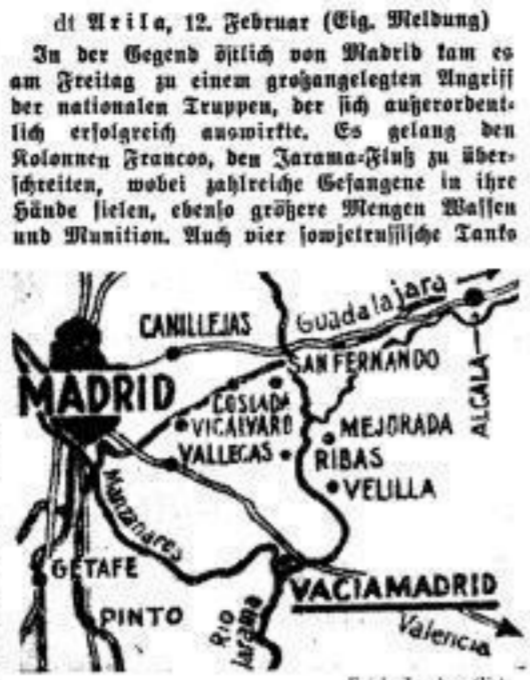 dt Arila, 12. Februar (Eig. Meldung)
In der Gegend östlich von Madrid kam es
am Freitag zu einem großangelegten Angriff
der nationalen Truppen, der sich außerordent-
lich erfolgreich auswirkte. Es gelang den
Kolonnen Francos, den Jarama-Fluß zu über-
schreiten, wobei zahlreiche Gefangene in ihre
Hände fielen, ebenso größere Mengen Waffen
und Munition. Auch vier sowjetrussische Tanks
Guadalajara
CANILLEJAS
SAN FERNANDO
ALCALA
MADRID
COSLADA
VICALVARO
MEJORADA
VALLECAS
RIBAS
VELILLA
Manzanares
GETAFE
VACIAMADRID
PINTO
Rio
Jarama
Valencia